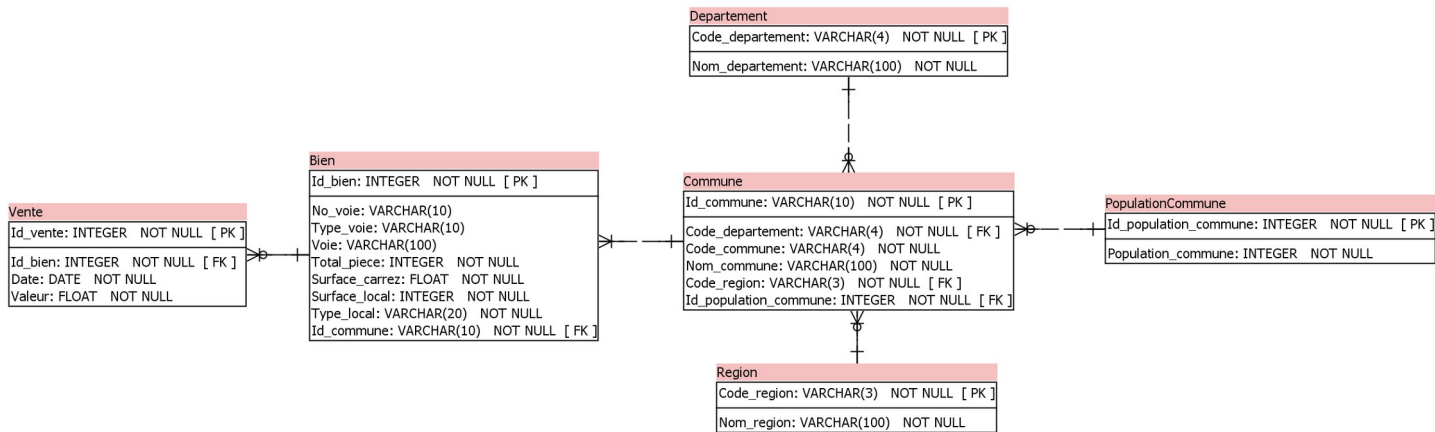 Departement
Code_departement: VARCHAR(4) NOT NULL [ PK ]
Nom_departement: VARCHAR(100) NOT NULL
Bien
Id_bien: INTEGER NOT NULL [ PK ]
No_voie: VARCHAR(10)
Type_voie: VARCHAR(10)
Voie: VARCHAR(100)
Total_piece: INTEGER NOT NULL
Surface_carrez: FLOAT NOT NULL
Surface_local: INTEGER NOT NULL
Type_local: VARCHAR(20) NOT NULL
Id_commune: VARCHAR(10) NOT NULL [ FK ]
Commune
Id_commune: VARCHAR(10) NOT NULL [ PK ]
Code_departement: VARCHAR(4) NOT NULL [ FK ]
Code_commune: VARCHAR(4) NOT NULL
Nom_commune: VARCHAR(100) NOT NULL
Code_region: VARCHAR(3) NOT NULL [ FK ]
Id_population_commune: INTEGER NOT NULL [ FK ]
PopulationCommune
Id_population_commune: INTEGER NOT NULL [ PK ]
Population_commune: INTEGER NOT NULL
Vente
Id_vente: INTEGER NOT NULL [ PK ]
Id_bien: INTEGER NOT NULL [ FK ]
Date: DATE NOT NULL
Valeur: FLOAT NOT NULL
Region
Code_region: VARCHAR(3) NOT NULL [ PK ]
Nom_region: VARCHAR(100) NOT NULL